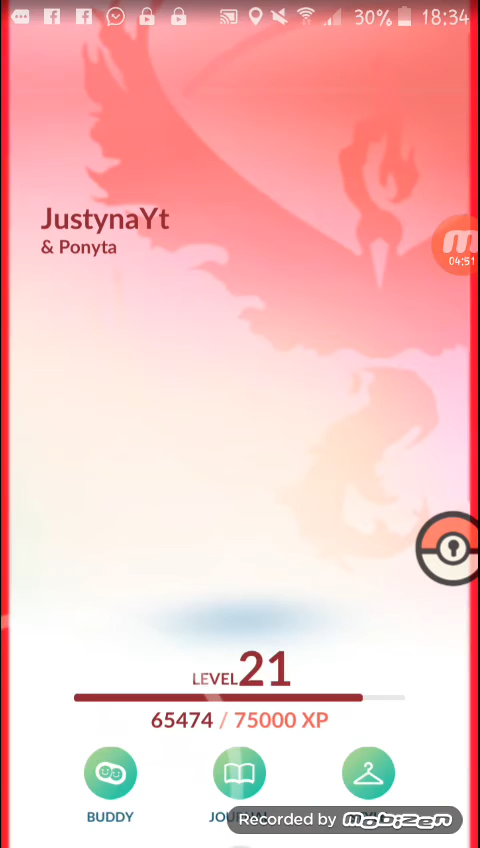 30% 18:34
JustynaYt
& Ponyta
04:51
LEVEL 21
65474 / 75000 XP
BUDDY
Recorded by mobizen